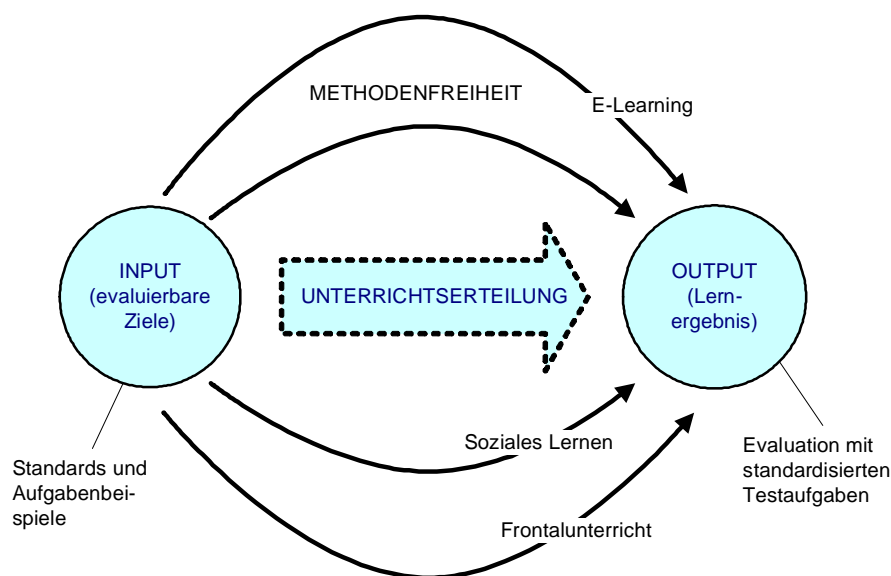 METHODENFREIHEIT
E-Learning
INPUT
(evaluierbare
Ziele)
UNTERRICHTSERTEILUNG
OUTPUT
(Lern-
ergebnis)
Soziales Lernen
Standards und
Aufgabenbei-
spiele
Evaluation mit
standardisierten
Testaufgaben
Frontalunterricht